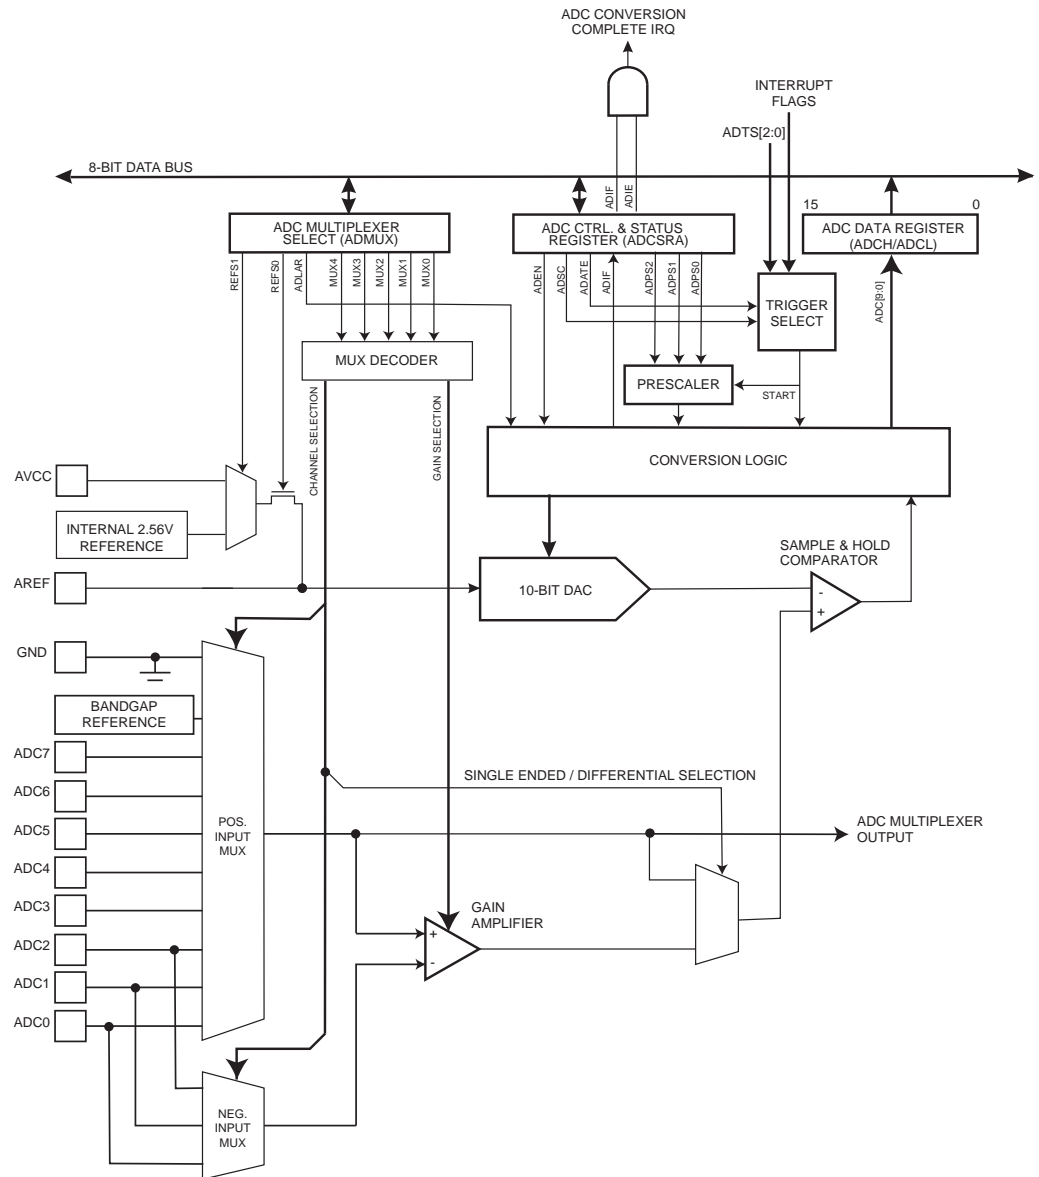 ADC CONVERSION
COMPLETE IRQ
INTERRUPT
FLAGS
ADTS[2:0]
8-BIT DATA BUS
ADIF
ADIE
15
0
ADC MULTIPLEXER
SELECT (ADMUX)
ADC CTRL. & STATUS
REGISTER (ADCSRA)
ADC DATA REGISTER
(ADCH/ADCL)
REFS1
REFS0
ADLAR
MUX4
MUX3
MUX2
MUX1
MUX0
ADEN
ADSC
ADATE
ADIF
ADPS2
ADPS1
ADPS0
ADC[9:0]
TRIGGER
SELECT
MUX DECODER
PRESCALER
START
CHANNEL SELECTION
GAIN SELECTION
CONVERSION LOGIC
AVCC
INTERNAL 2.56V
REFERENCE
SAMPLE & HOLD
COMPARATOR
AREF
10-BIT DAC
-
+
GND
BANDGAP
REFERENCE
ADC7
SINGLE ENDED / DIFFERENTIAL SELECTION
ADC6
ADC5
POS.
INPUT
MUX
ADC MULTIPLEXER
OUTPUT
ADC4
ADC3
GAIN
AMPLIFIER
+
-
ADC2
ADC1
ADC0
NEG.
INPUT
MUX